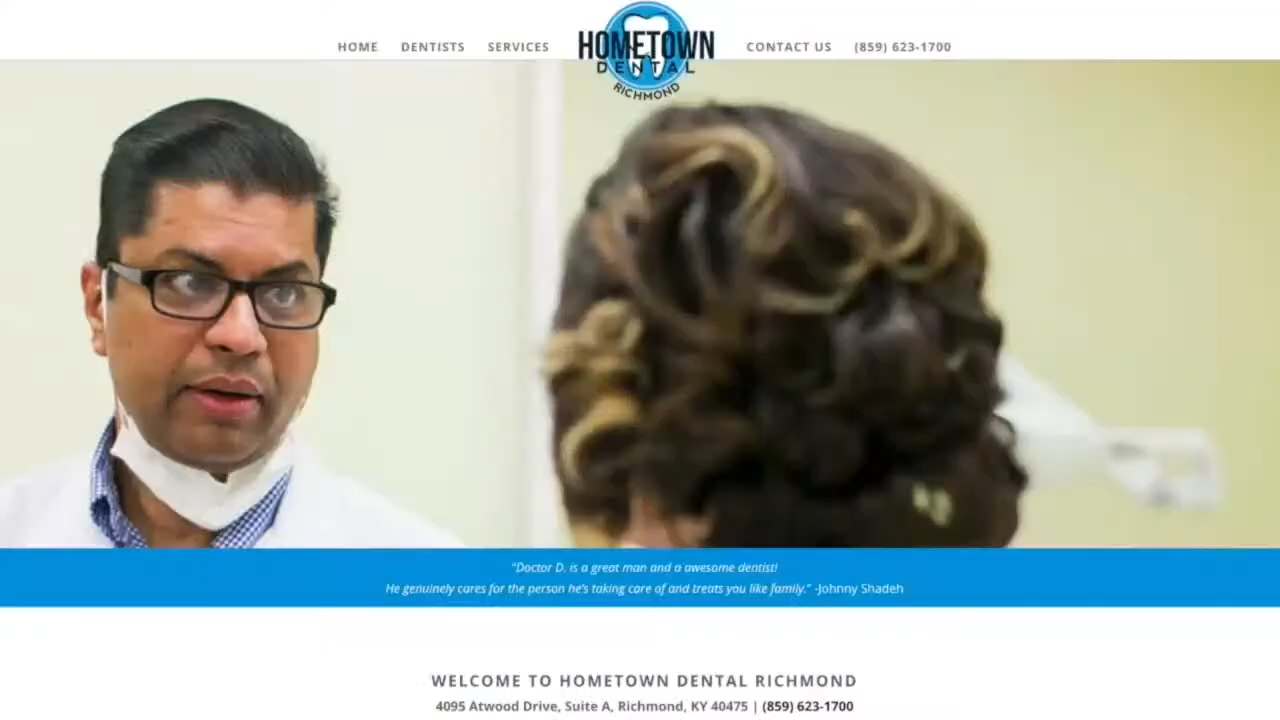 HOME DENTISTS SERVICES
HOMETOWN
DENTAL
RICHMOND
CONTACT US (859) 623-1700
"Doctor D. is a great man and a awesome dentist!
He genuinely cares for the person he's taking care of and treats you like family." -Johnny Shadeh
WELCOME TO HOMETOWN DENTAL RICHMOND
4095 Atwood Drive, Suite A, Richmond, KY 40475 | (859) 623-1700